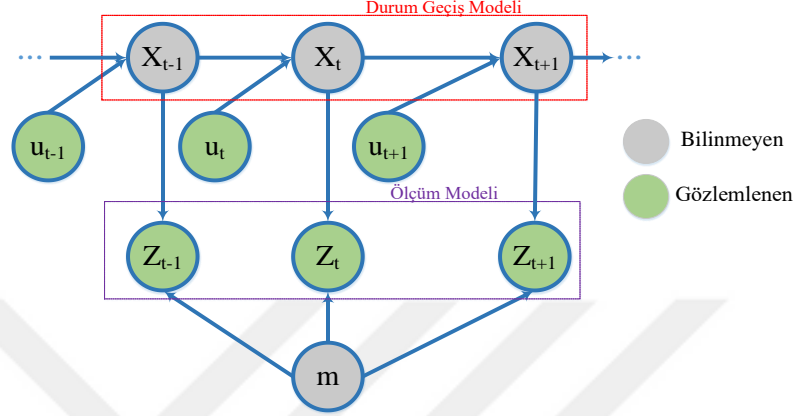 Durum Geçiş Modeli
... X_{t-1} X_t X_{t+1} ...
u_{t-1} u_t u_{t+1}
Bilinmeyen
Gözlemlenen
Ölçüm Modeli
Z_{t-1} Z_t Z_{t+1}
m